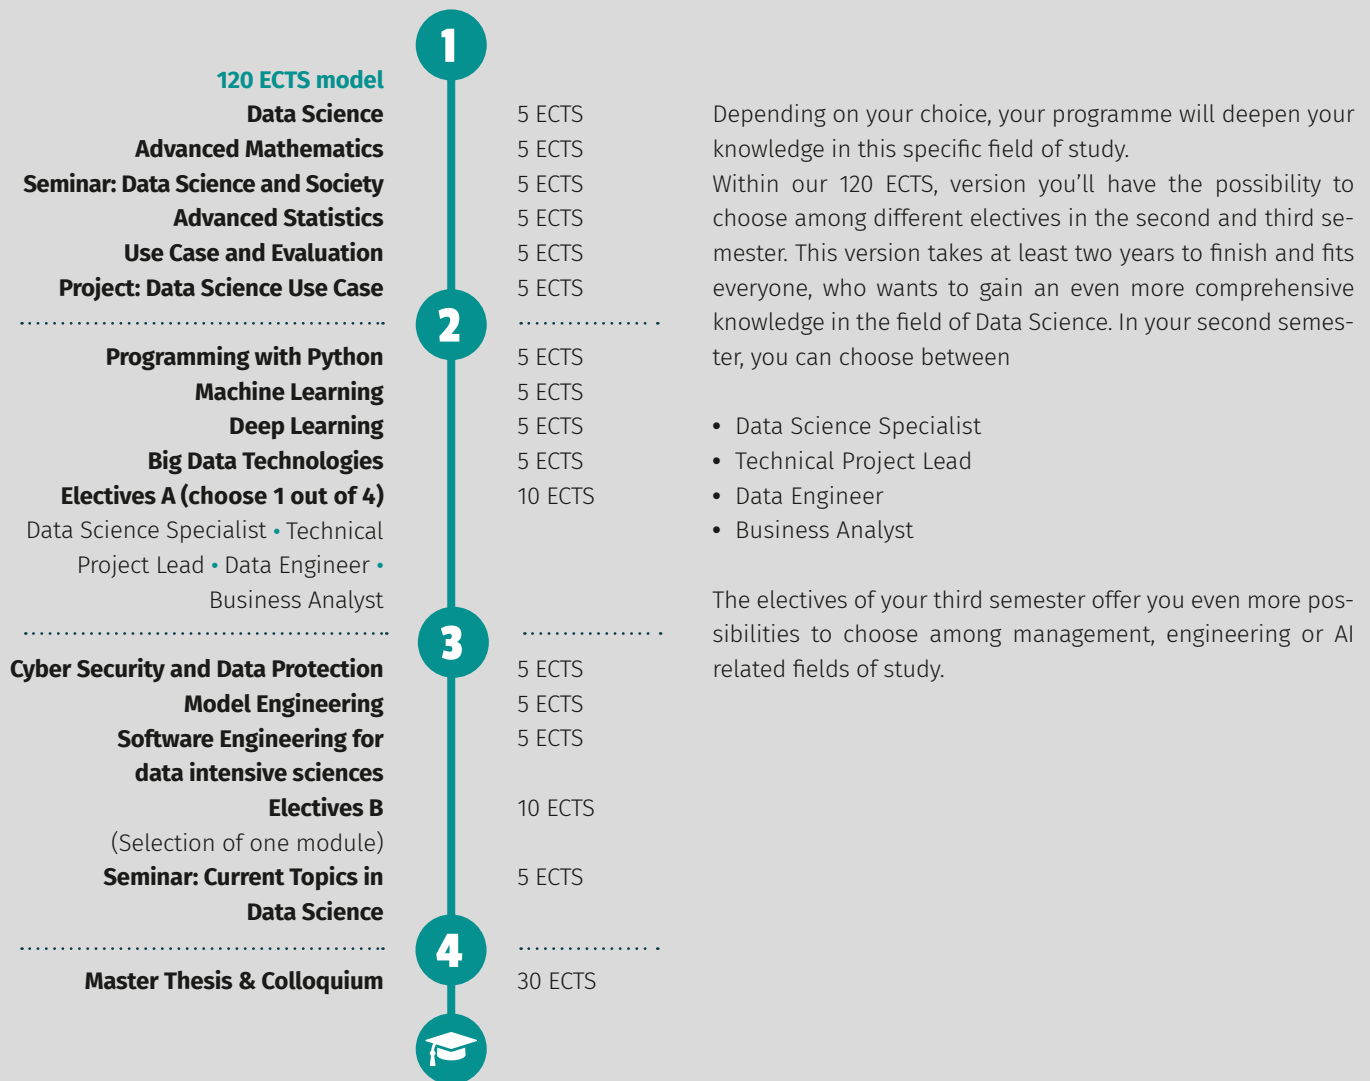 1
120 ECTS model
Data Science 5 ECTS
Advanced Mathematics 5 ECTS
Seminar: Data Science and Society 5 ECTS
Advanced Statistics 5 ECTS
Use Case and Evaluation 5 ECTS
Project: Data Science Use Case 5 ECTS
2
Programming with Python 5 ECTS
Machine Learning 5 ECTS
Deep Learning 5 ECTS
Big Data Technologies 5 ECTS
Electives A (choose 1 out of 4) 10 ECTS
Data Science Specialist • Technical
Project Lead • Data Engineer •
Business Analyst
3
Cyber Security and Data Protection 5 ECTS
Model Engineering 5 ECTS
Software Engineering for 5 ECTS
data intensive sciences
Electives B 10 ECTS
(Selection of one module)
Seminar: Current Topics in 5 ECTS
Data Science
4
Master Thesis & Colloquium 30 ECTS
Depending on your choice, your programme will deepen your
knowledge in this specific field of study.
Within our 120 ECTS, version you’ll have the possibility to
choose among different electives in the second and third se-
mester. This version takes at least two years to finish and fits
everyone, who wants to gain an even more comprehensive
knowledge in the field of Data Science. In your second semes-
ter, you can choose between
• Data Science Specialist
• Technical Project Lead
• Data Engineer
• Business Analyst
The electives of your third semester offer you even more pos-
sibilities to choose among management, engineering or AI
related fields of study.